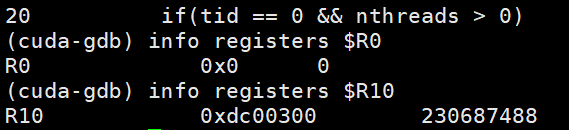 20          if(tid == 0 && nthreads > 0)
(cuda-gdb) info registers $R0
R0             0x0      0
(cuda-gdb) info registers $R10
R10            0xdc00300        230687488